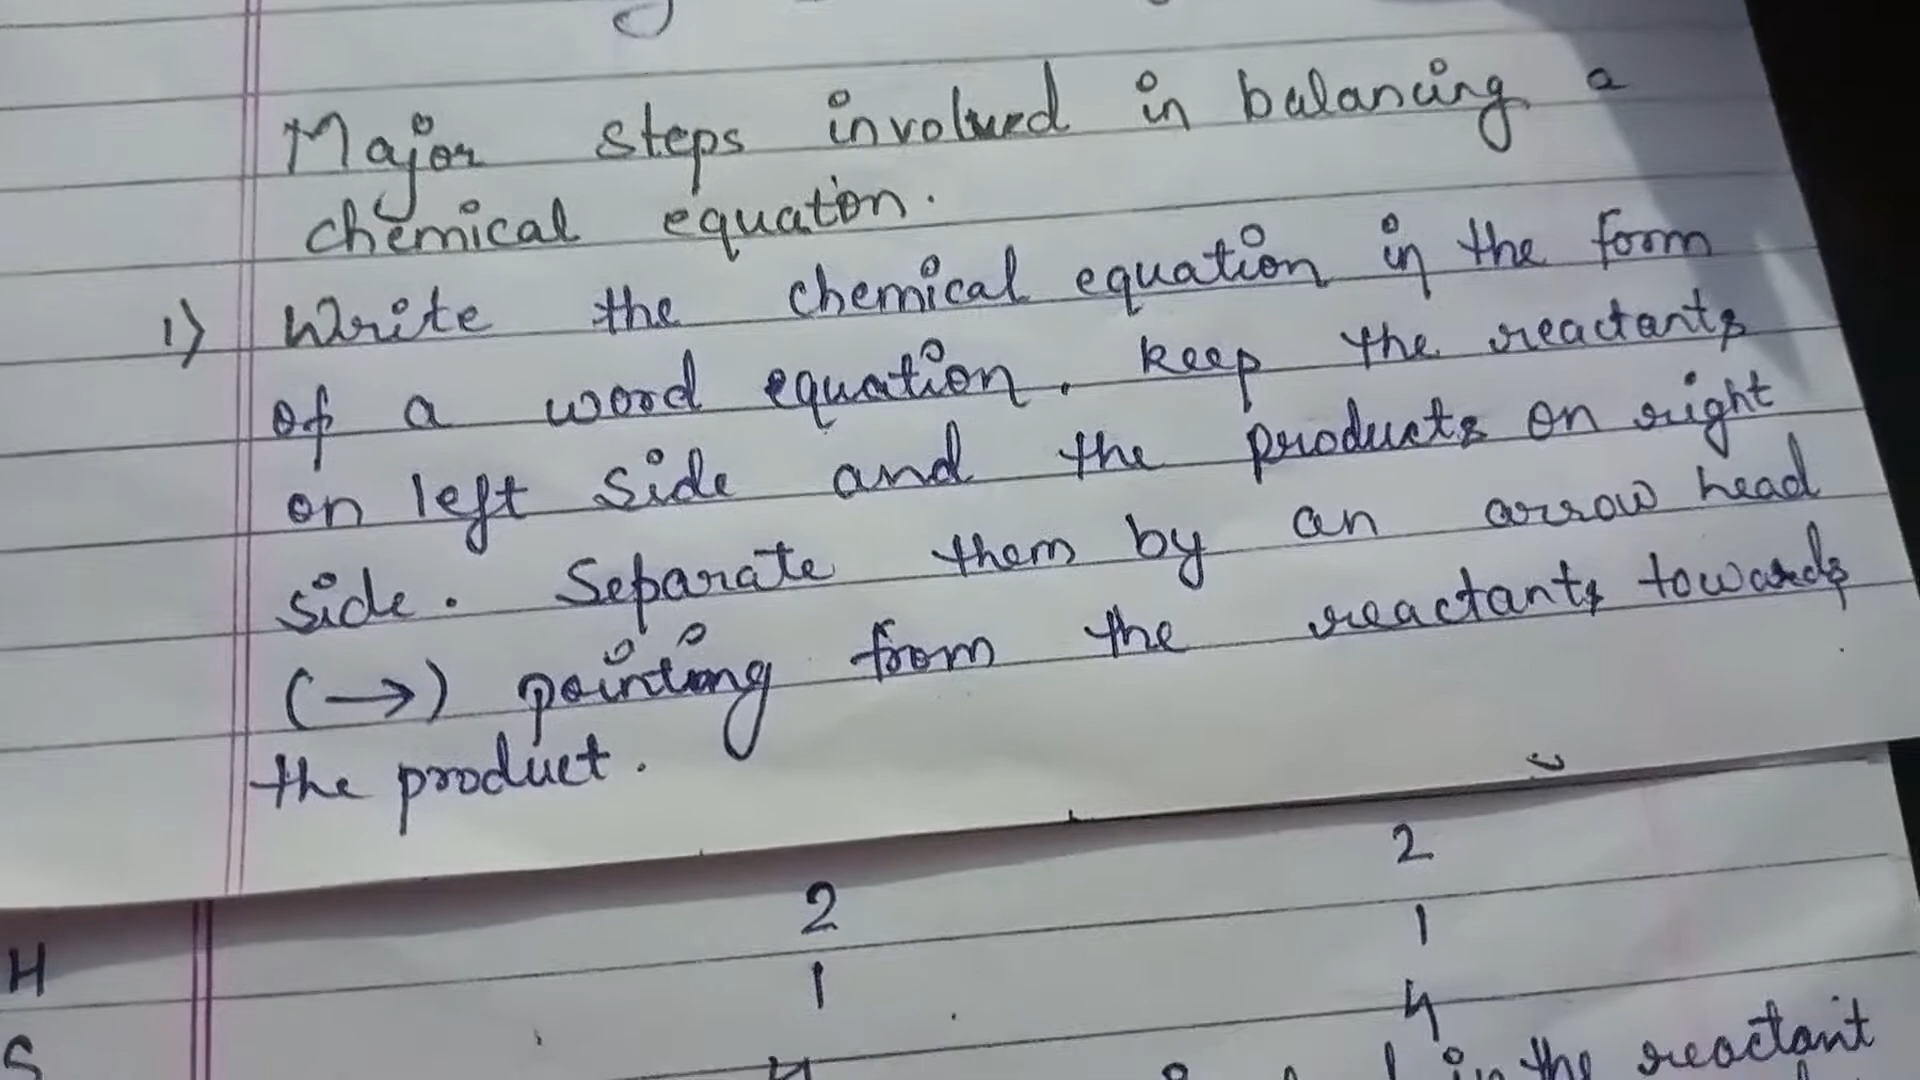 Major steps involved in balancing a
chemical equation.
1) Write the chemical equation in the form
of a word equation. keep the reactants
on left side and the products on right
side. Separate them by an arrow head
(→) pointing from the reactants towards
the product.
2 2
H 1 1
S 4 4
in the reactant